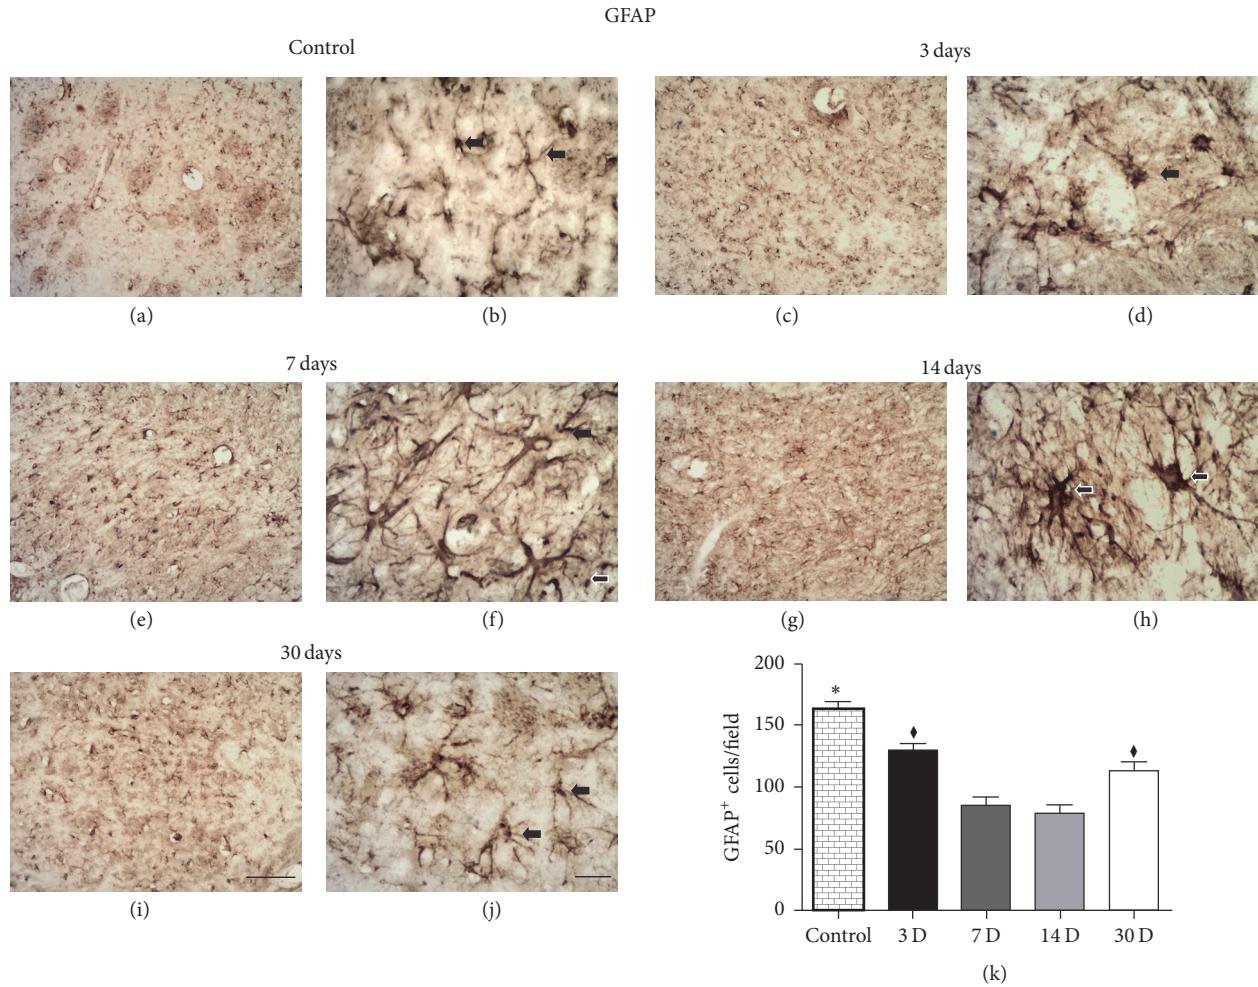 GFAP
Control
3 days
(a)
(b)
(c)
(d)
7 days
14 days
(e)
(f)
(g)
(h)
30 days
(i)
(j)
200
150
100
50
0
GFAP⁺ cells/field
*
Control
3 D
7 D
14 D
30 D
(k)